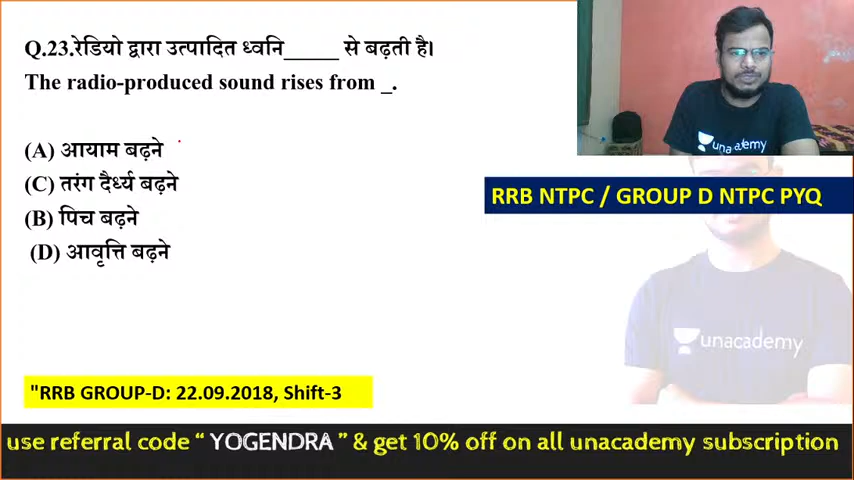 Q.23.रेडियो द्वारा उत्पादित ध्वनि_____ से बढ़ती है।
The radio-produced sound rises from _.
(A) आयाम बढ़ने
(C) तरंग दैर्ध्य बढ़ने
(B) पिच बढ़ने
(D) आवृत्ति बढ़ने
unacademy
RRB NTPC / GROUP D NTPC PYQ
unacademy
"RRB GROUP-D: 22.09.2018, Shift-3
use referral code “ YOGENDRA ” & get 10% off on all unacademy subscription